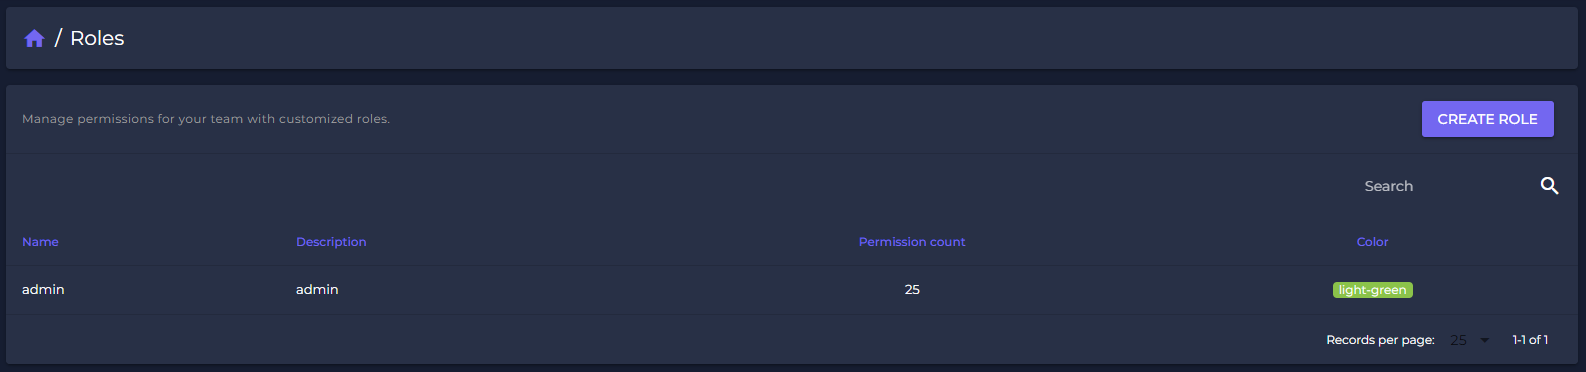 / Roles
Manage permissions for your team with customized roles.
CREATE ROLE
Search
Name Description Permission count Color
admin admin 25 light-green
Records per page: 25 1-1 of 1